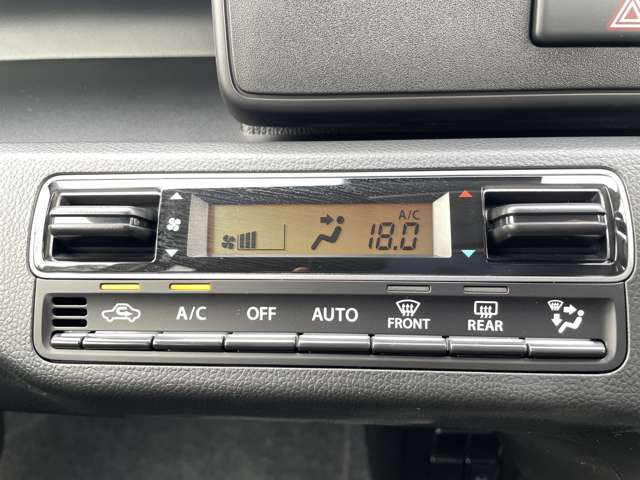 A/C
18.0
A/C OFF AUTO FRONT REAR